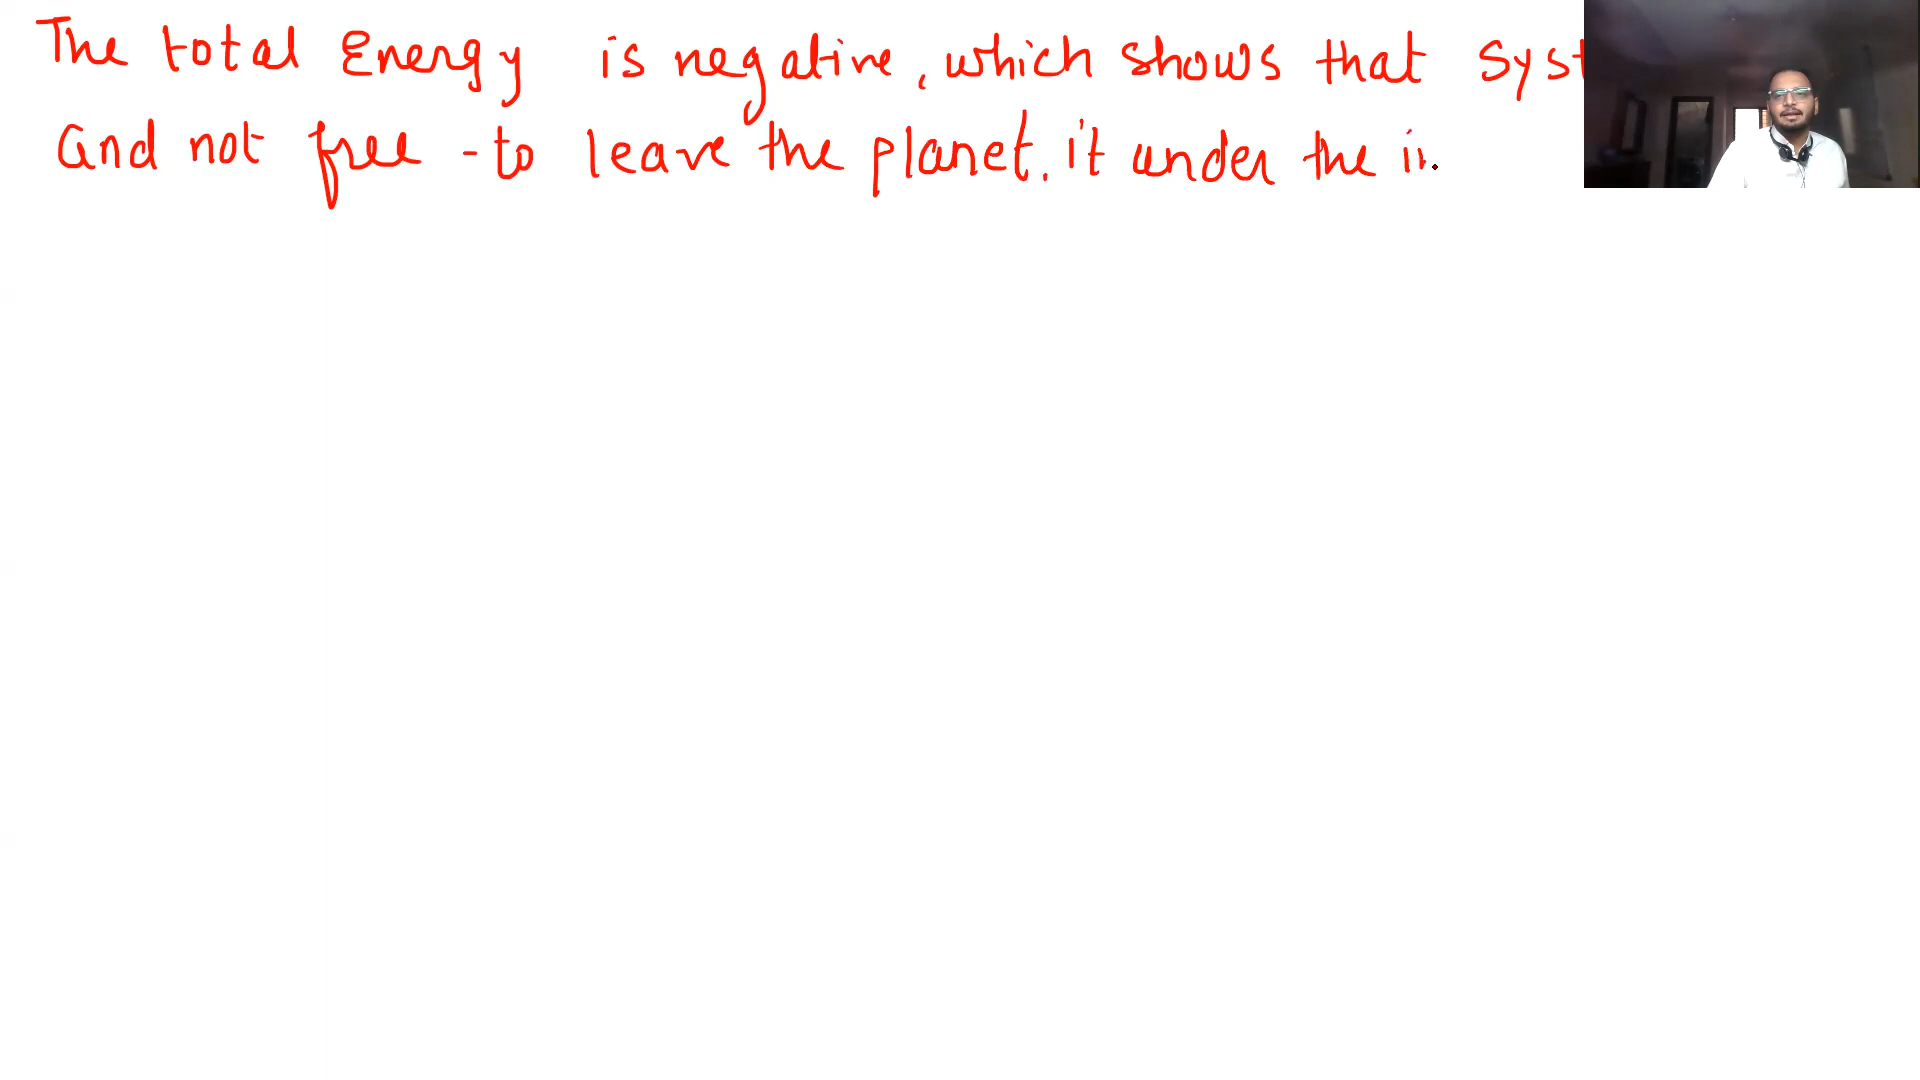 The total Energy is negative, which shows that syst
and not free to leave the planet. it under the